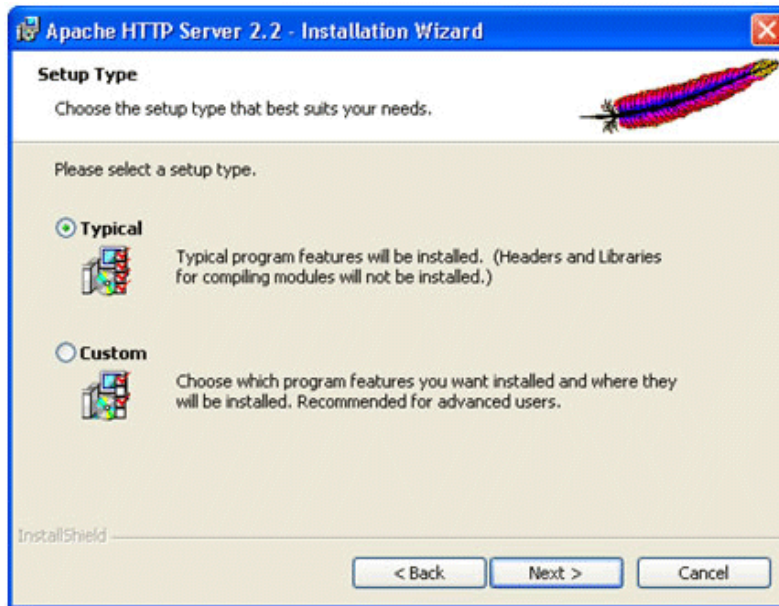 Apache HTTP Server 2.2 - Installation Wizard
Setup Type
Choose the setup type that best suits your needs.
Please select a setup type.
Typical
Typical program features will be installed. (Headers and Libraries
for compiling modules will not be installed.)
Custom
Choose which program features you want installed and where they
will be installed. Recommended for advanced users.
InstallShield
< Back
Next >
Cancel